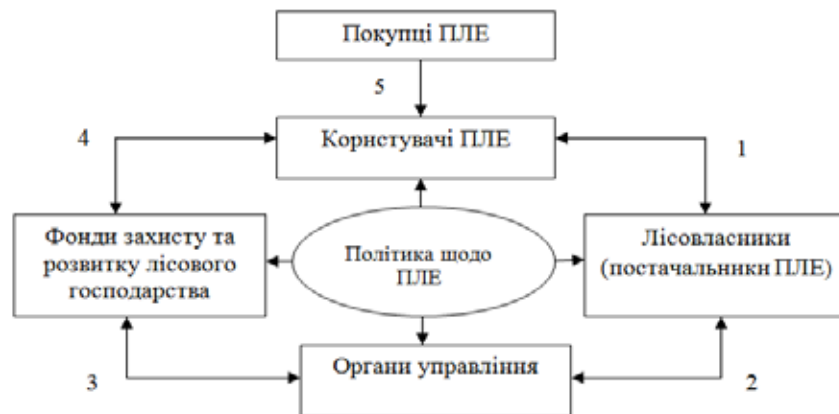 Покупці ПЛЕ
5
4
Користувачі ПЛЕ
1
Фонди захисту та
розвитку лісового
господарства
Політика щодо
ПЛЕ
Лісовласники
(постачальники ПЛЕ)
3
Органи управління
2